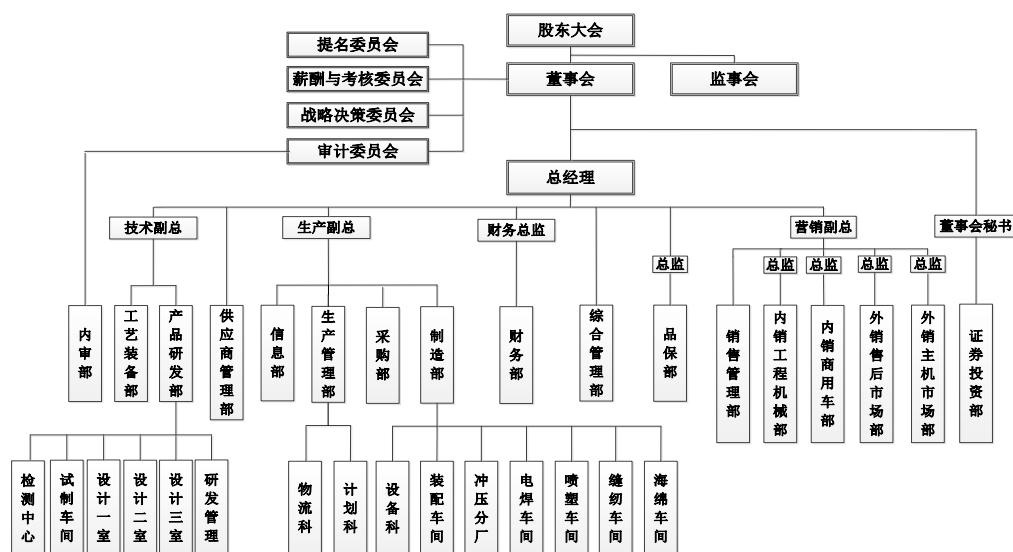 股东大会
提名委员会
薪酬与考核委员会
董事会
监事会
战略决策委员会
审计委员会
总经理
技术副总
生产副总
财务总监
营销副总
董事会秘书
总监
总监
总监
总监
总监
内审部
工艺装备部
产品研发部
供应商管理部
信息部
生产管理部
采购部
制造部
财务部
综合管理部
品保部
销售管理部
内销工程机械部
内销商用车部
外销售后市场部
外销主机市场部
证券投资部
检测中心
试制车间
设计一室
设计二室
设计三室
研发管理
物流科
计划科
设备科
装配车间
冲压分厂
电焊车间
喷塑车间
缝纫车间
海绵车间